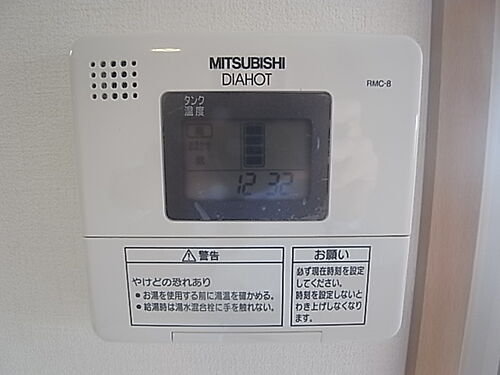 MITSUBISHI
DIAHOT
RMC-8
タンク
温度
12 32
警告
やけどの恐れあり
● お湯を使用する前に湯温を確かめる。
● 給湯時は湯水混合栓に手を触れない。
お願い
必ず現在時刻を設定
してください。
時刻を設定しないと
わき上げしなくなり
ます。